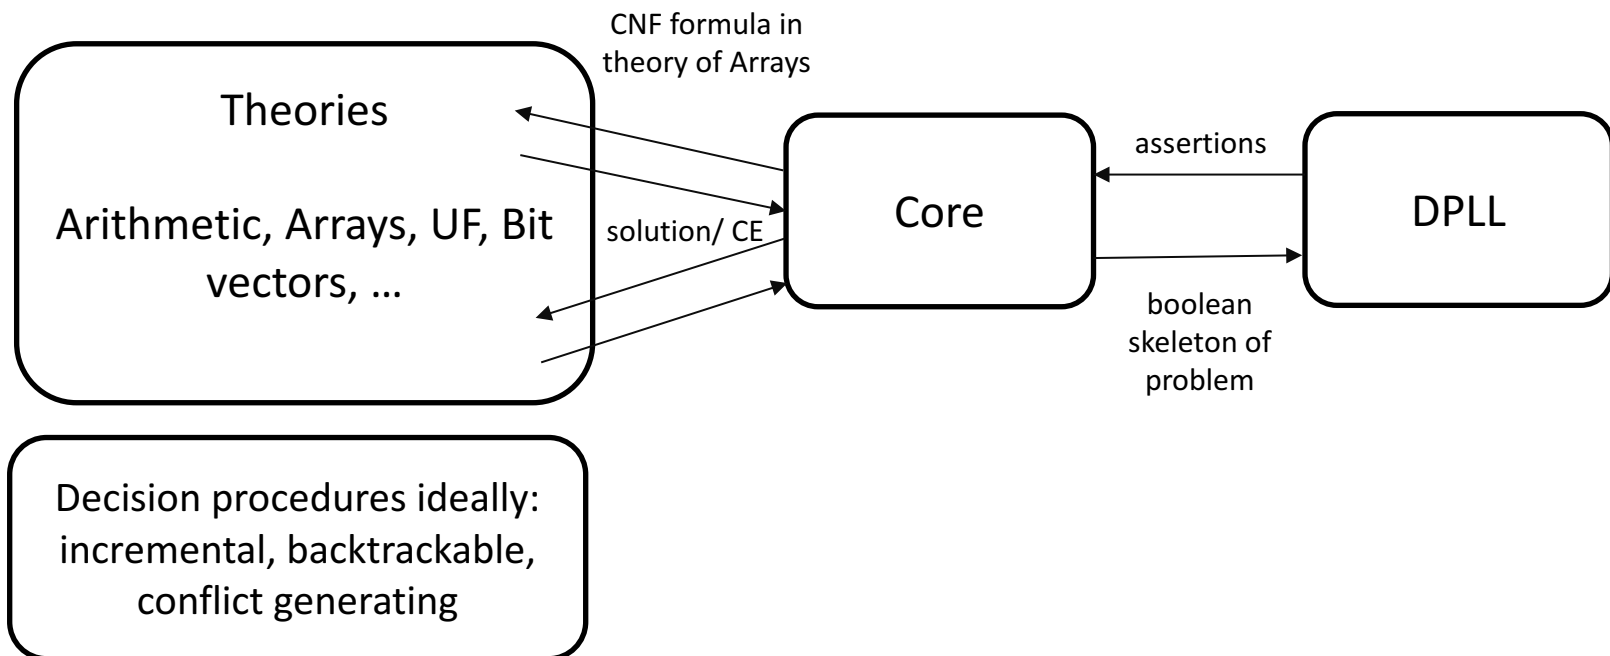 CNF formula in
theory of Arrays
Theories
Arithmetic, Arrays, UF, Bit
vectors, ...
solution/ CE
Core
assertions
boolean
skeleton of
problem
DPLL
Decision procedures ideally:
incremental, backtrackable,
conflict generating